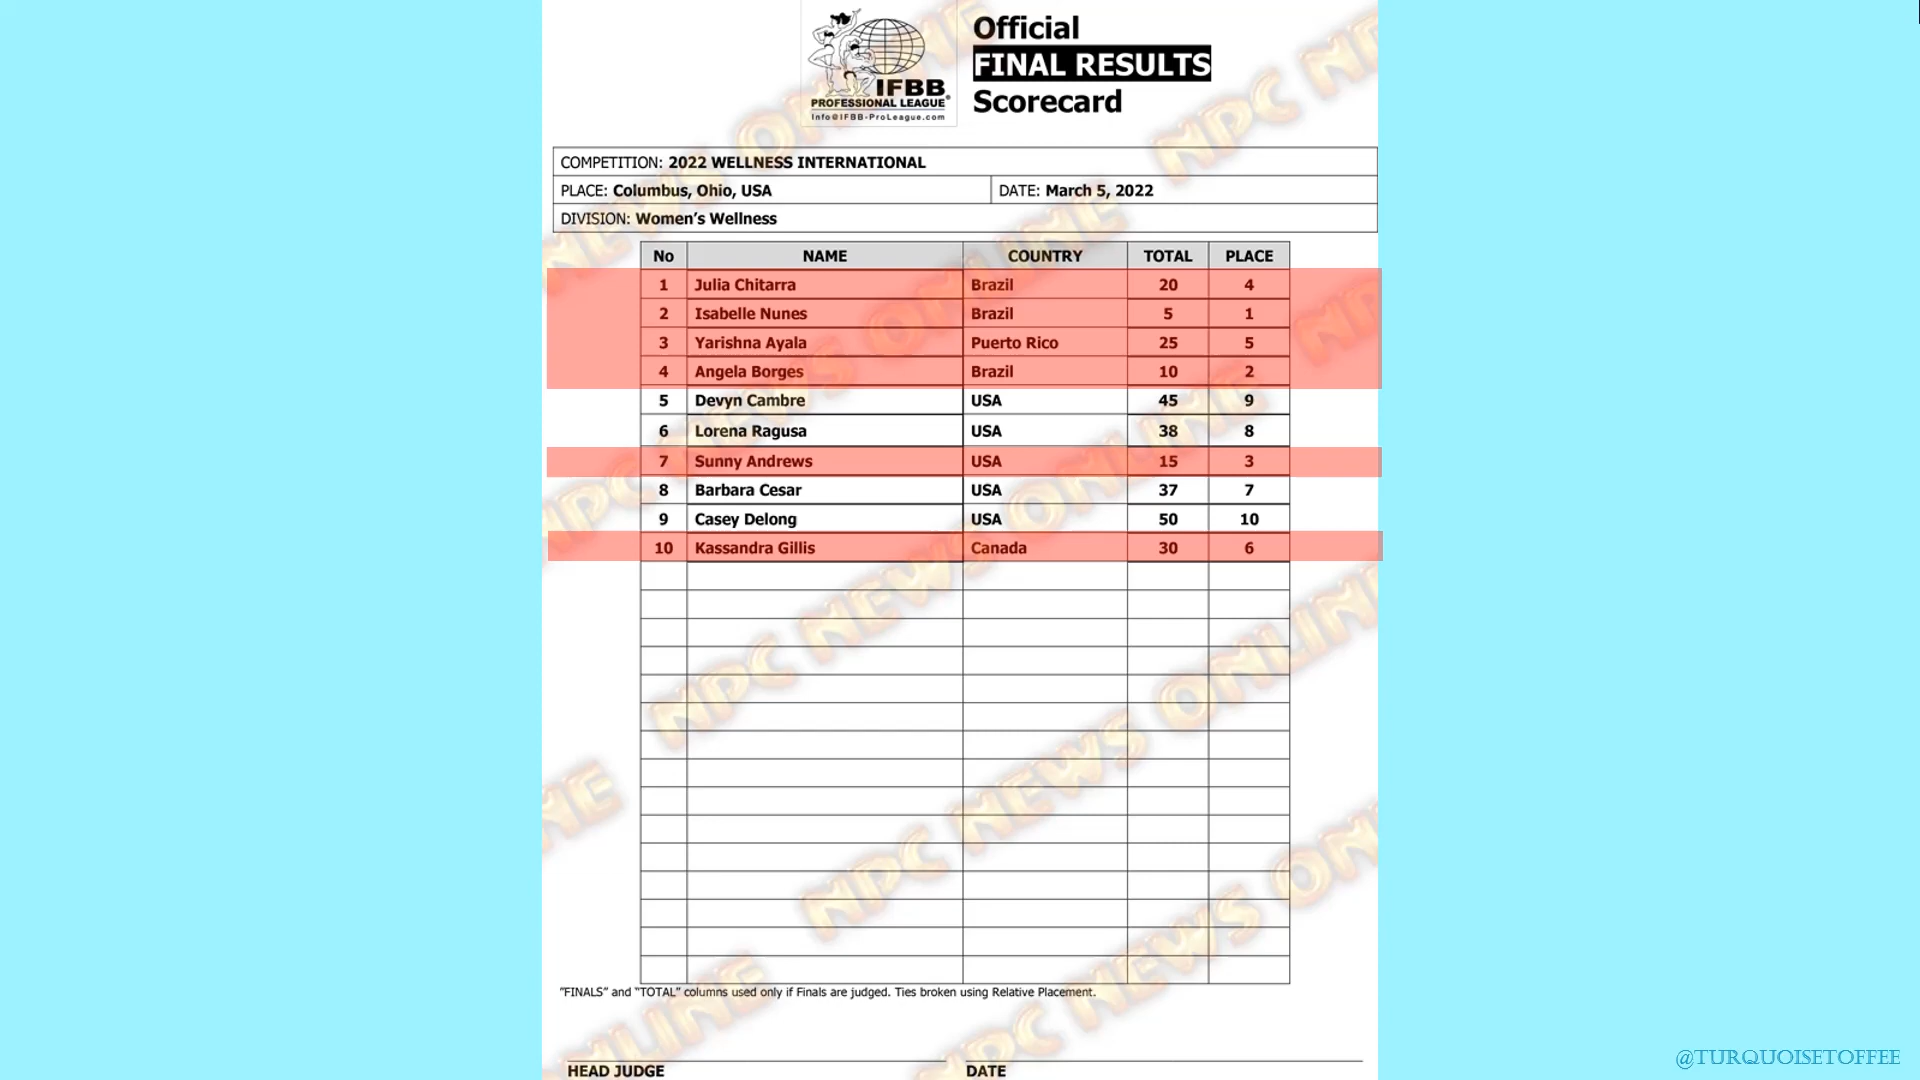 Official
FINAL RESULTS
Scorecard
IFBB
PROFESSIONAL LEAGUE®
Info@IFBB-ProLeague.com
COMPETITION: 2022 WELLNESS INTERNATIONAL
PLACE: Columbus, Ohio, USA DATE: March 5, 2022
DIVISION: Women's Wellness
No NAME COUNTRY TOTAL PLACE
1 Julia Chitarra Brazil 20 4
2 Isabelle Nunes Brazil 5 1
3 Yarishna Ayala Puerto Rico 25 5
4 Angela Borges Brazil 10 2
5 Devyn Cambre USA 45 9
6 Lorena Ragusa USA 38 8
7 Sunny Andrews USA 15 3
8 Barbara Cesar USA 37 7
9 Casey Delong USA 50 10
10 Kassandra Gillis Canada 30 6
"FINALS" and "TOTAL" columns used only if Finals are judged. Ties broken using Relative Placement.
HEAD JUDGE DATE
NPC NEWS ONLINE
@TURQUOISETOFFEE